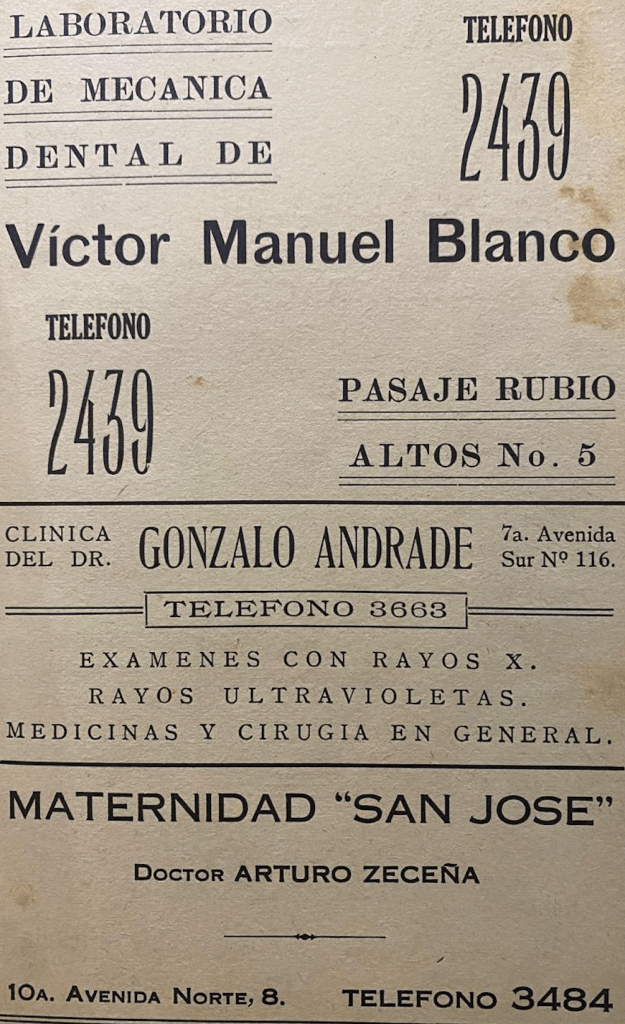 LABORATORIO
DE MECANICA
DENTAL DE
TELEFONO
2439
Víctor Manuel Blanco
TELEFONO
2439
PASAJE RUBIO
ALTOS No. 5
CLINICA
DEL DR.
GONZALO ANDRADE
7a. Avenida
Sur Nº 116.
TELEFONO 3663
EXAMENES CON RAYOS X.
RAYOS ULTRAVIOLETAS.
MEDICINAS Y CIRUGIA EN GENERAL.
MATERNIDAD “SAN JOSE”
DOCTOR ARTURO ZECEÑA
10A. AVENIDA NORTE, 8. TELEFONO 3484